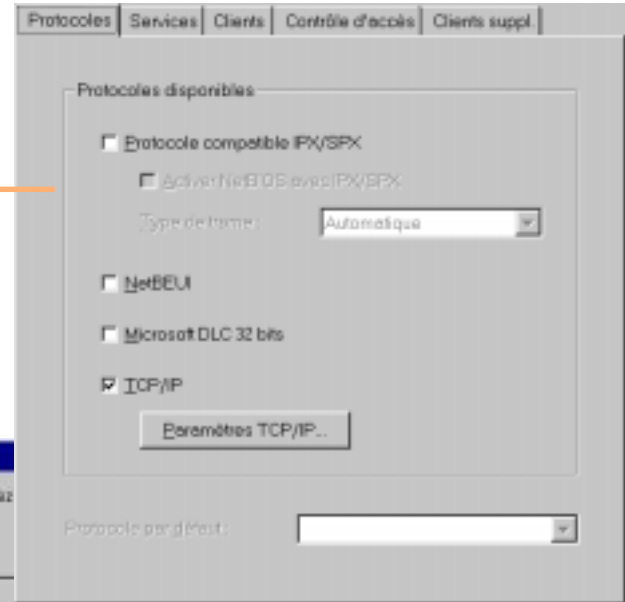 Protocoles Services Clients Contrôle d'accès Clients suppl.
Protocoles disponibles
Protocole compatible IPX/SPX
Activer NetBIOS avec IPX/SPX
Type de trame : Automatique
NetBEUI
Microsoft DLC 32 bits
TCP/IP
Paramètres TCP/IP...
az
Protocole par défaut :